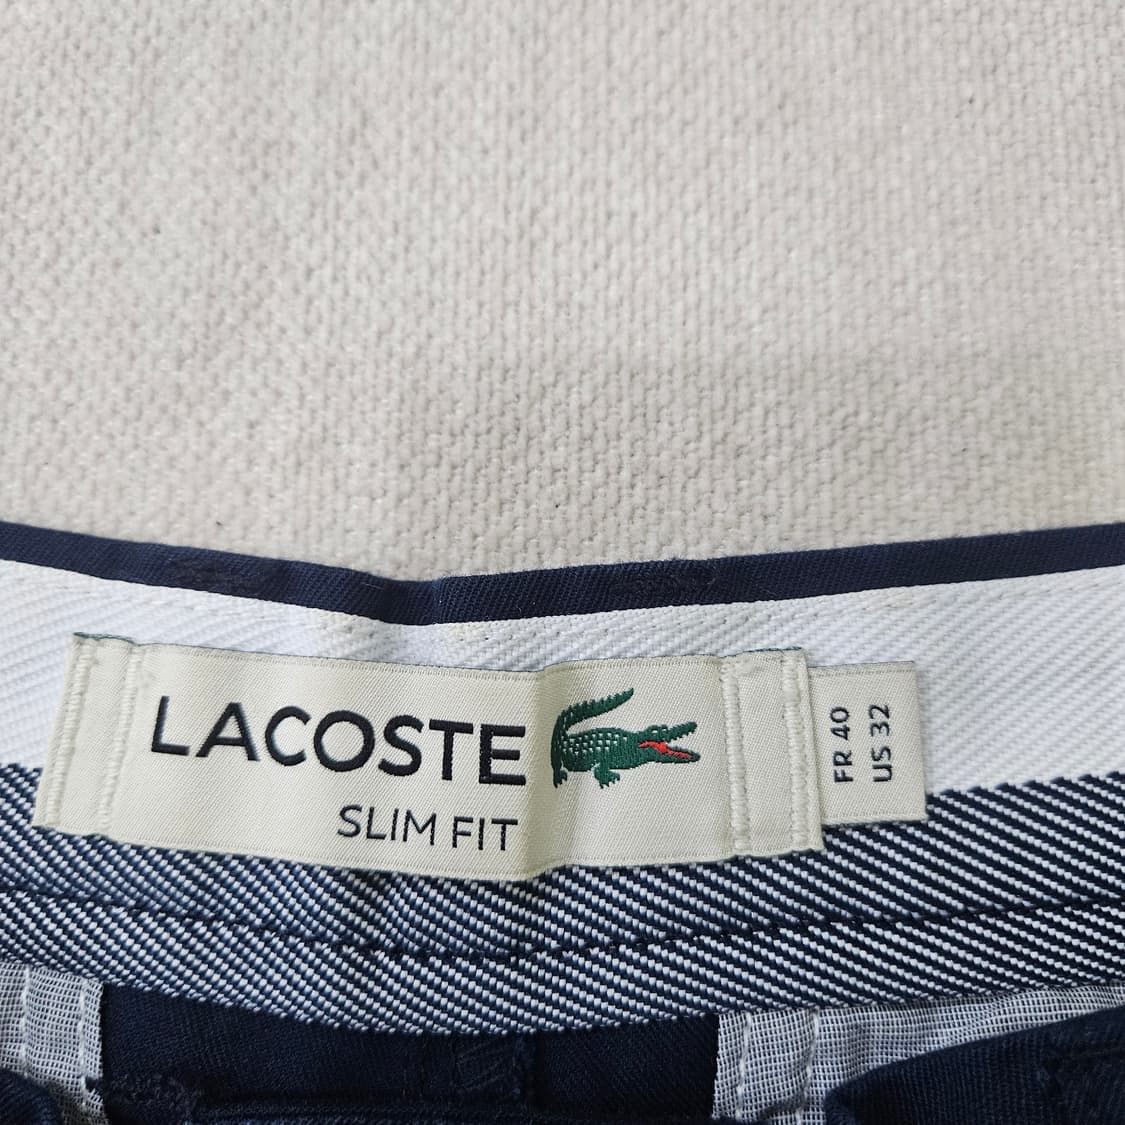 LACOSTE
SLIM FIT
FR 40
US 32